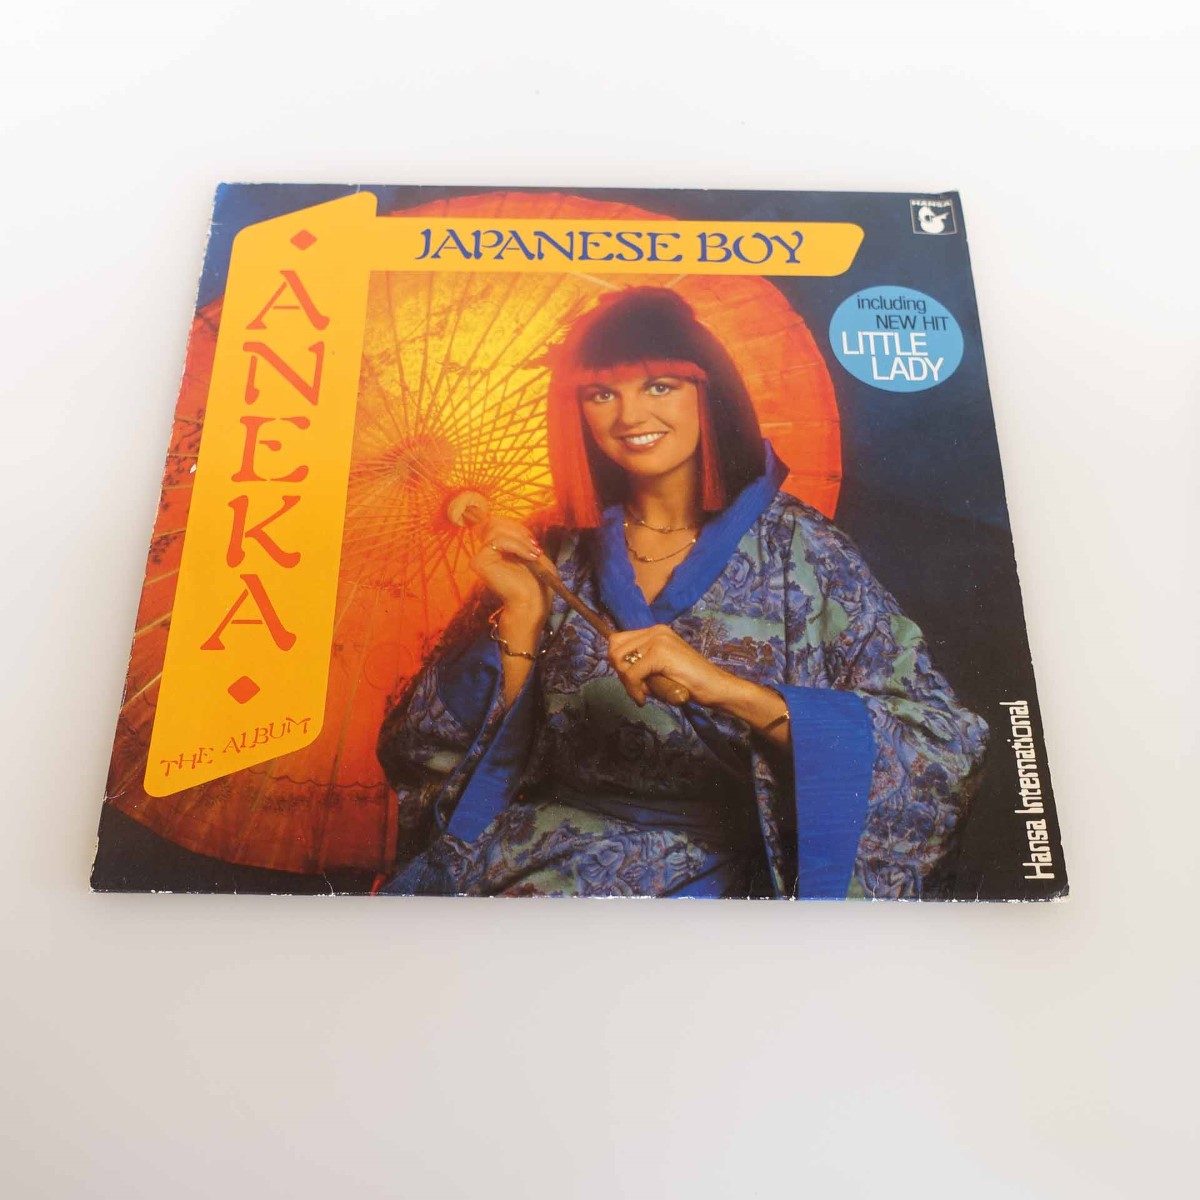 JAPANESE BOY
ANEKA
THE ALBUM
HANSA
including
NEW HIT
LITTLE
LADY
Hansa International